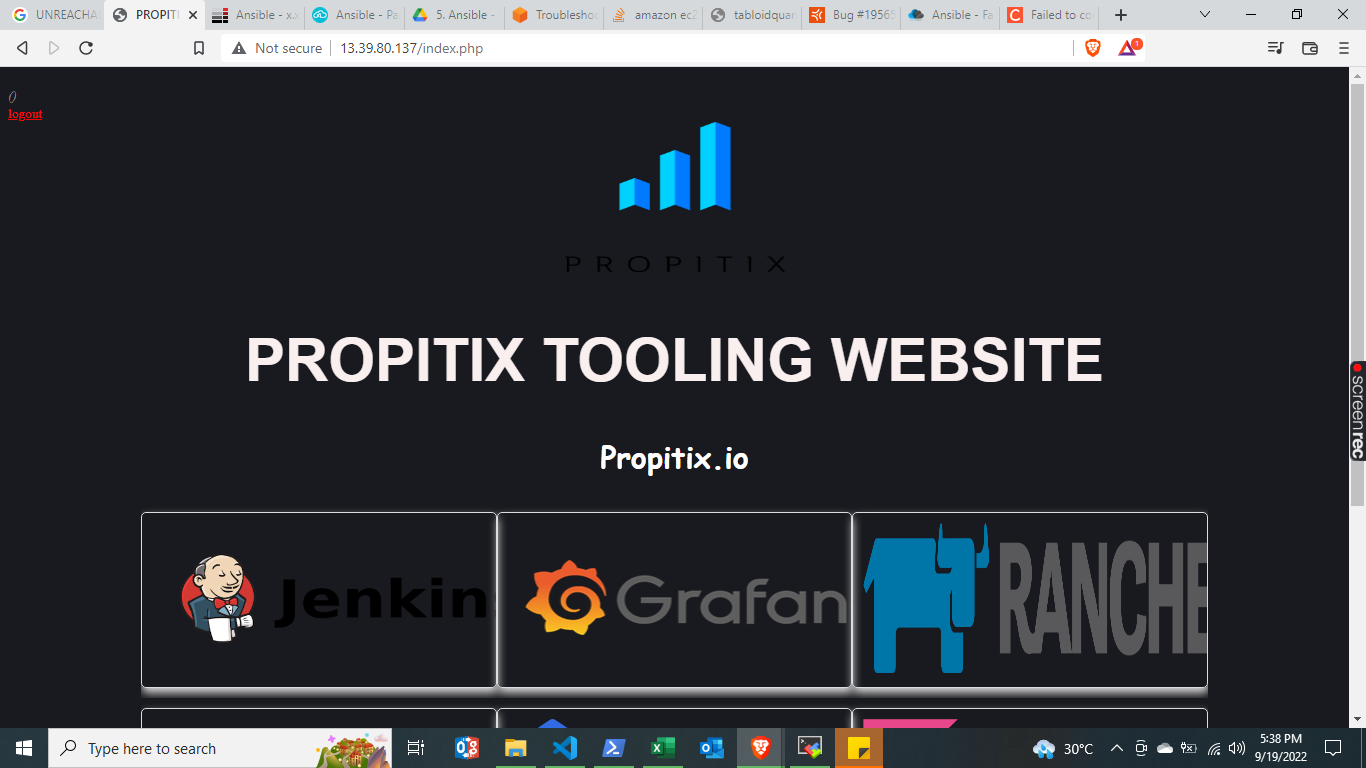 UNREACHA
PROPITI
Ansible - x.x
Ansible - Pa
5. Ansible -
Troubleshoo
amazon ec2
tabloidquar
Bug #19565
Ansible - Fa
Failed to co
Not secure
13.39.80.137/index.php
1
()
logout
PROPITIX
PROPITIX TOOLING WEBSITE
Propitix.io
Jenkin
Grafan
RANCHE
screenrec
Type here to search
30°C
5:38 PM
9/19/2022